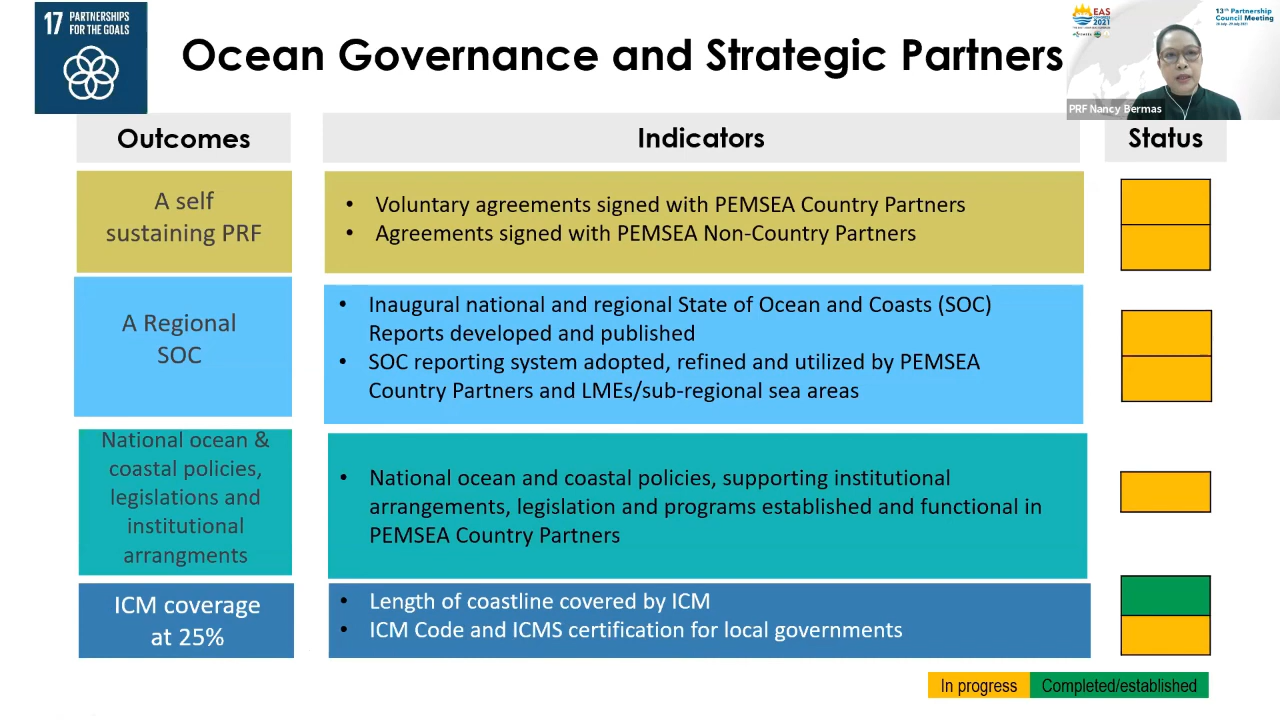 17 PARTNERSHIPS
FOR THE GOALS
Ocean Governance and Strategic Partners
EAS
CONGRESS
2021
13th Partnership
Council Meeting
PRF Nancy Bermas
Outcomes
Indicators
Status
A self
sustaining PRF
• Voluntary agreements signed with PEMSEA Country Partners
• Agreements signed with PEMSEA Non-Country Partners
A Regional
SOC
• Inaugural national and regional State of Ocean and Coasts (SOC)
Reports developed and published
• SOC reporting system adopted, refined and utilized by PEMSEA
Country Partners and LMEs/sub-regional sea areas
National ocean &
coastal policies,
legislations and
institutional
arrangments
• National ocean and coastal policies, supporting institutional
arrangements, legislation and programs established and functional in
PEMSEA Country Partners
ICM coverage
at 25%
• Length of coastline covered by ICM
• ICM Code and ICMS certification for local governments
In progress
Completed/established